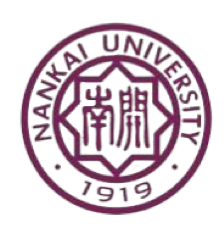 NANKAI UNIVERSITY
南開
· 1919 ·